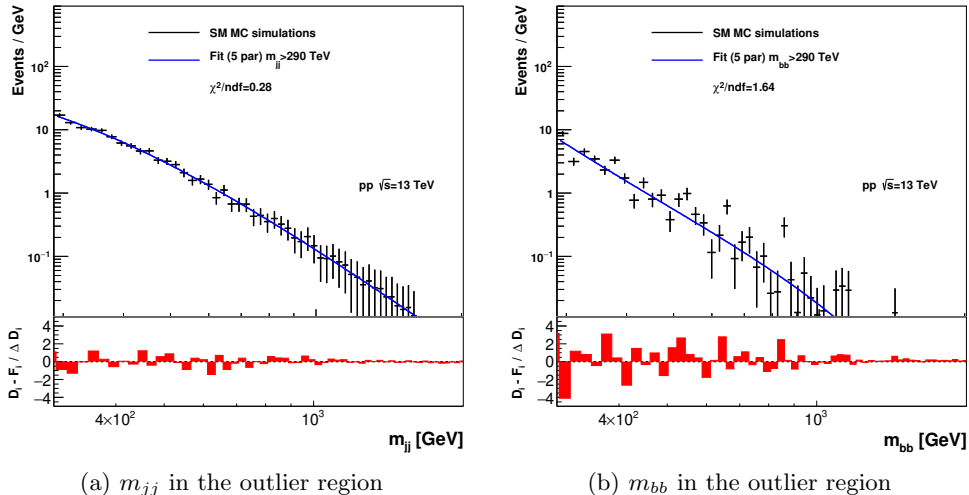 Events / GeV
SM MC simulations
Fit (5 par) m_jj>290 TeV
χ²/ndf=0.28
10²
10
1
10⁻¹
pp √s=13 TeV
D_i - F_i / Δ D_i
4
2
0
−2
−4
4×10²
10³
m_jj [GeV]
(a) m_jj in the outlier region
Events / GeV
SM MC simulations
Fit (5 par) m_bb>290 TeV
χ²/ndf=1.64
10²
10
1
10⁻¹
pp √s=13 TeV
D_i - F_i / Δ D_i
4
2
0
−2
−4
4×10²
10³
m_bb [GeV]
(b) m_bb in the outlier region